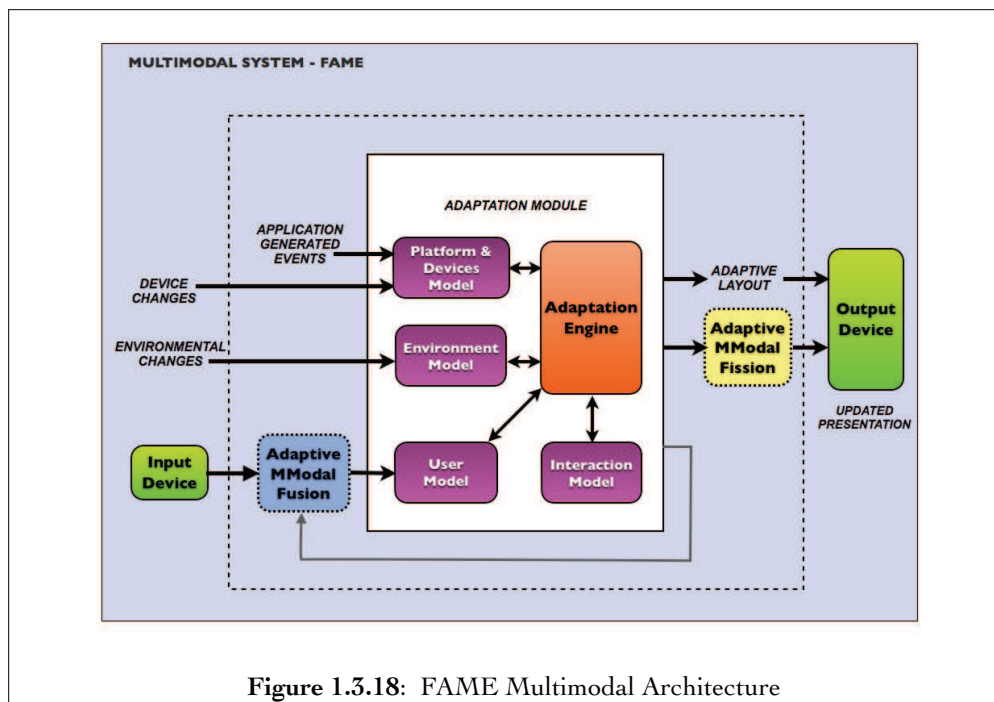 MULTIMODAL SYSTEM - FAME
ADAPTATION MODULE
APPLICATION
GENERATED
EVENTS
Platform &
Devices
Model
DEVICE
CHANGES
Adaptation
Engine
ADAPTIVE
LAYOUT
Output
Device
ENVIRONMENTAL
CHANGES
Environment
Model
Adaptive
MModal
Fission
UPDATED
PRESENTATION
Input
Device
Adaptive
MModal
Fusion
User
Model
Interaction
Model
Figure 1.3.18: FAME Multimodal Architecture